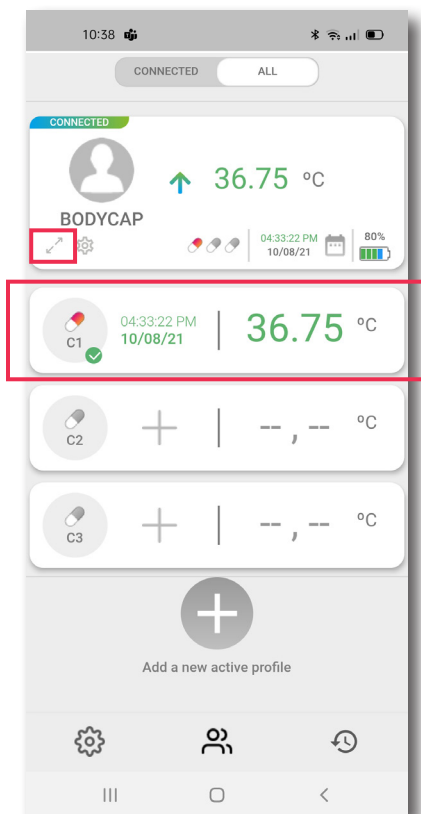 10:38
CONNECTED ALL
CONNECTED
36.75 °C
BODYCAP
04:33:22 PM
10/08/21
80%
C1
04:33:22 PM
10/08/21
36.75 °C
C2
--,-- °C
C3
--,-- °C
Add a new active profile